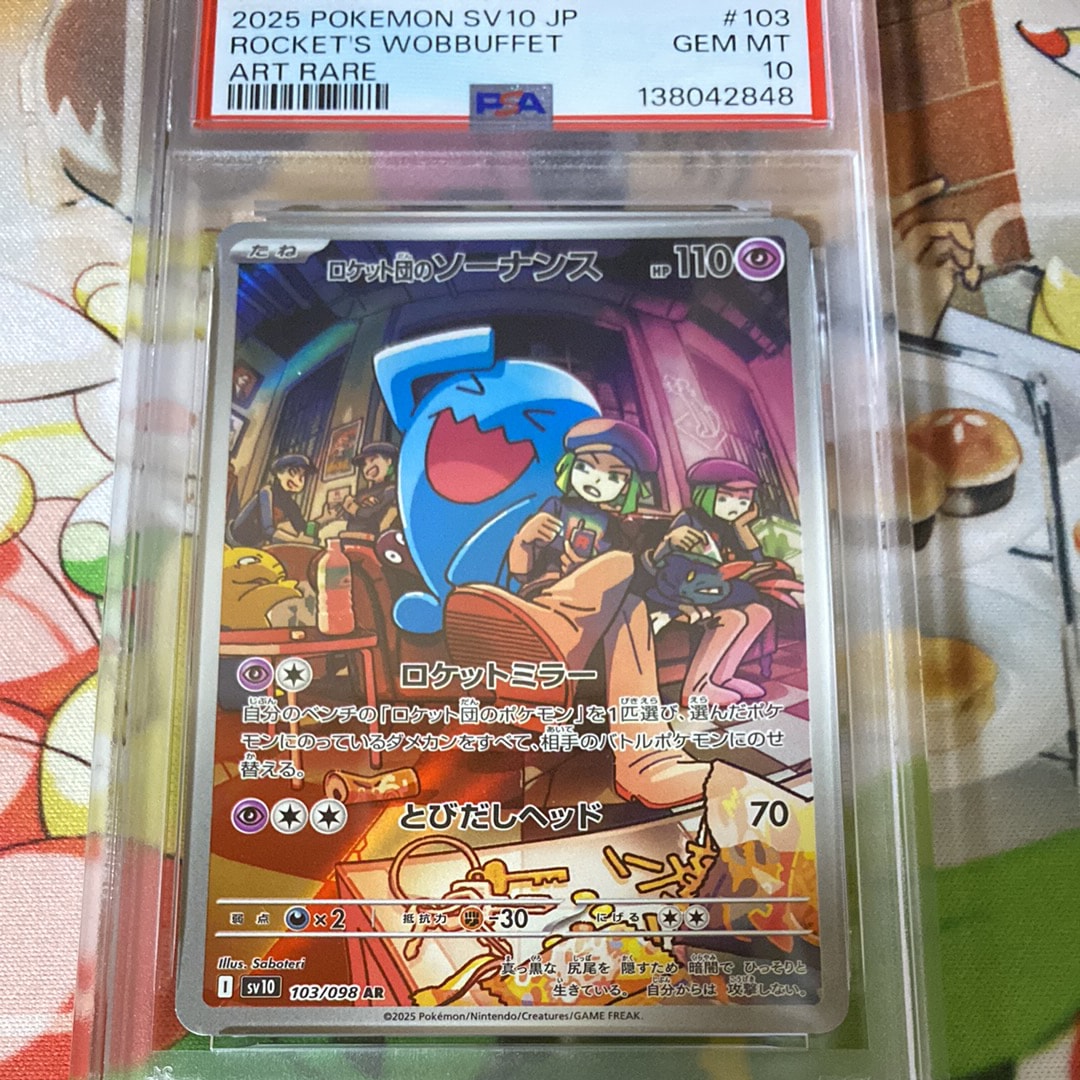 2025 POKEMON SV10 JP #103
ROCKET'S WOBBUFFET GEM MT
ART RARE 10
PSA 138042848
たね ロケット団のソーナンス HP110
ロケットミラー
自分のベンチの「ロケット団のポケモン」を1匹選び、選んだポケ
モンにのっているダメカンをすべて、相手のバトルポケモンにのせ
替える。
とびだしヘッド 70
弱点 ×2 抵抗力 -30 にげる
Illus. Saboteri
真っ黒な 尻尾を 隠すため 暗闇で ひっそりと
生きている。 自分からは 攻撃しない。
I sv10 103/098 AR
©2025 Pokémon/Nintendo/Creatures/GAME FREAK.